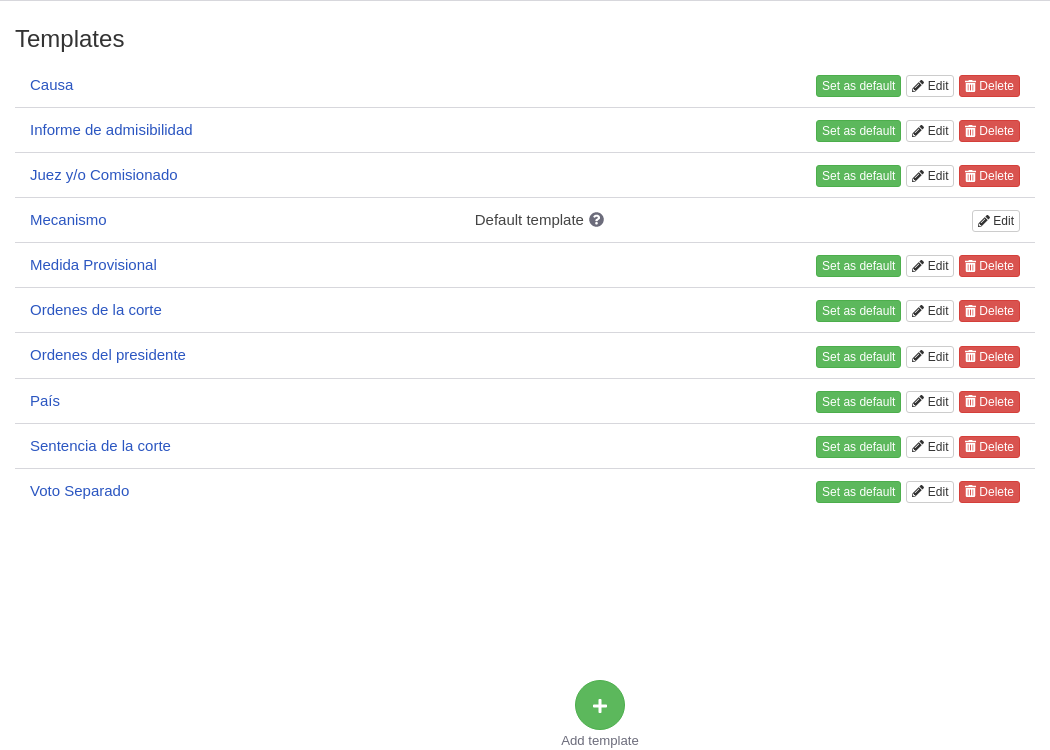 Templates
Causa Set as default Edit Delete
Informe de admisibilidad Set as default Edit Delete
Juez y/o Comisionado Set as default Edit Delete
Mecanismo Default template ? Edit
Medida Provisional Set as default Edit Delete
Ordenes de la corte Set as default Edit Delete
Ordenes del presidente Set as default Edit Delete
País Set as default Edit Delete
Sentencia de la corte Set as default Edit Delete
Voto Separado Set as default Edit Delete
+
Add template